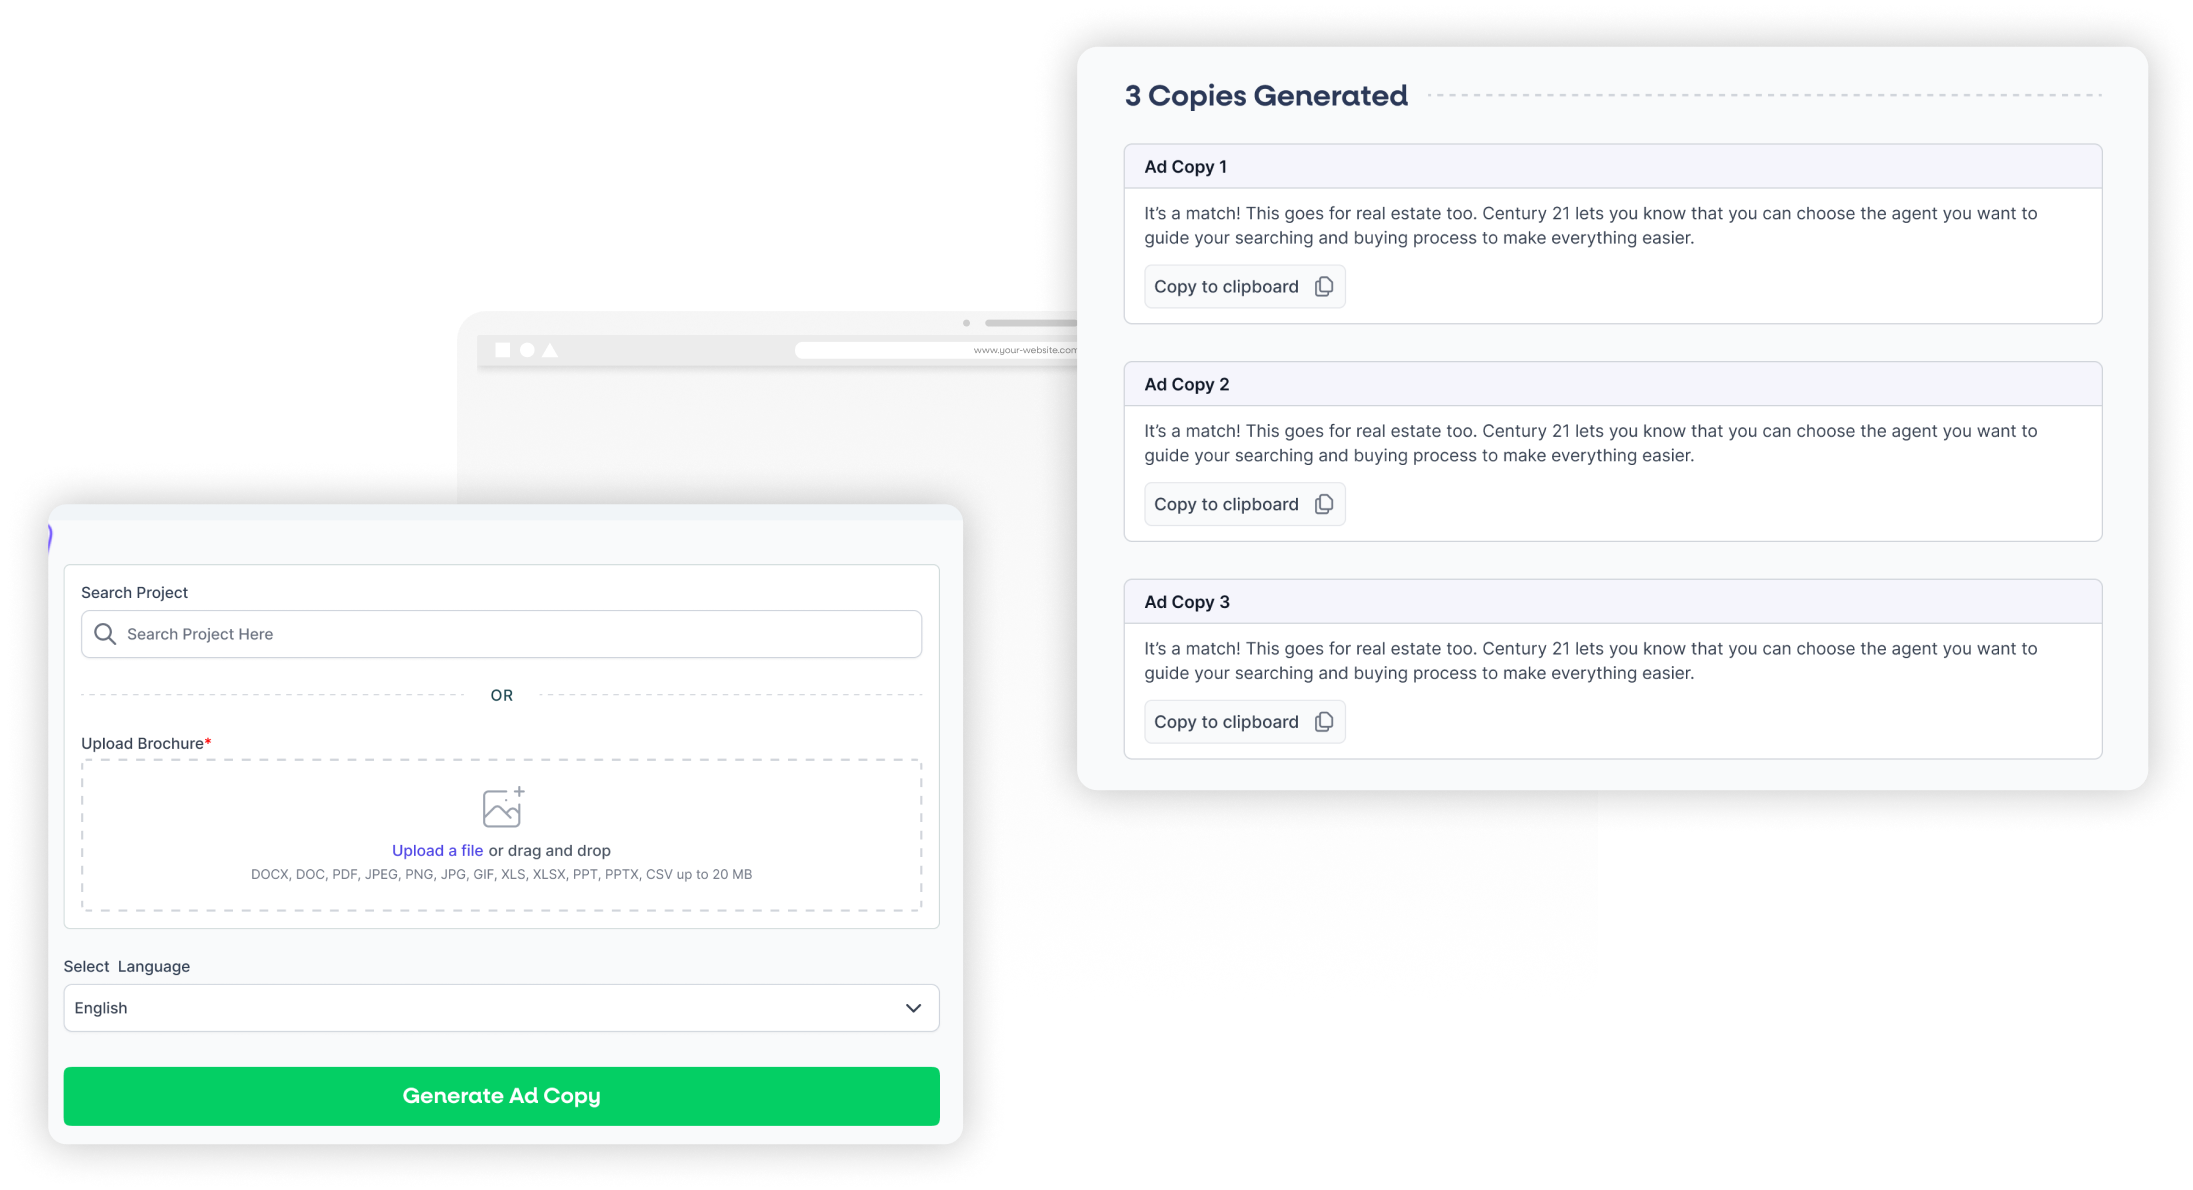 3 Copies Generated
Ad Copy 1
It's a match! This goes for real estate too. Century 21 lets you know that you can choose the agent you want to
guide your searching and buying process to make everything easier.
Copy to clipboard
Ad Copy 2
It's a match! This goes for real estate too. Century 21 lets you know that you can choose the agent you want to
guide your searching and buying process to make everything easier.
Copy to clipboard
Ad Copy 3
It's a match! This goes for real estate too. Century 21 lets you know that you can choose the agent you want to
guide your searching and buying process to make everything easier.
Copy to clipboard
www.your-website.com
Search Project
Search Project Here
OR
Upload Brochure*
Upload a file or drag and drop
DOCX, DOC, PDF, JPEG, PNG, JPG, GIF, XLS, XLSX, PPT, PPTX, CSV up to 20 MB
Select Language
English
Generate Ad Copy